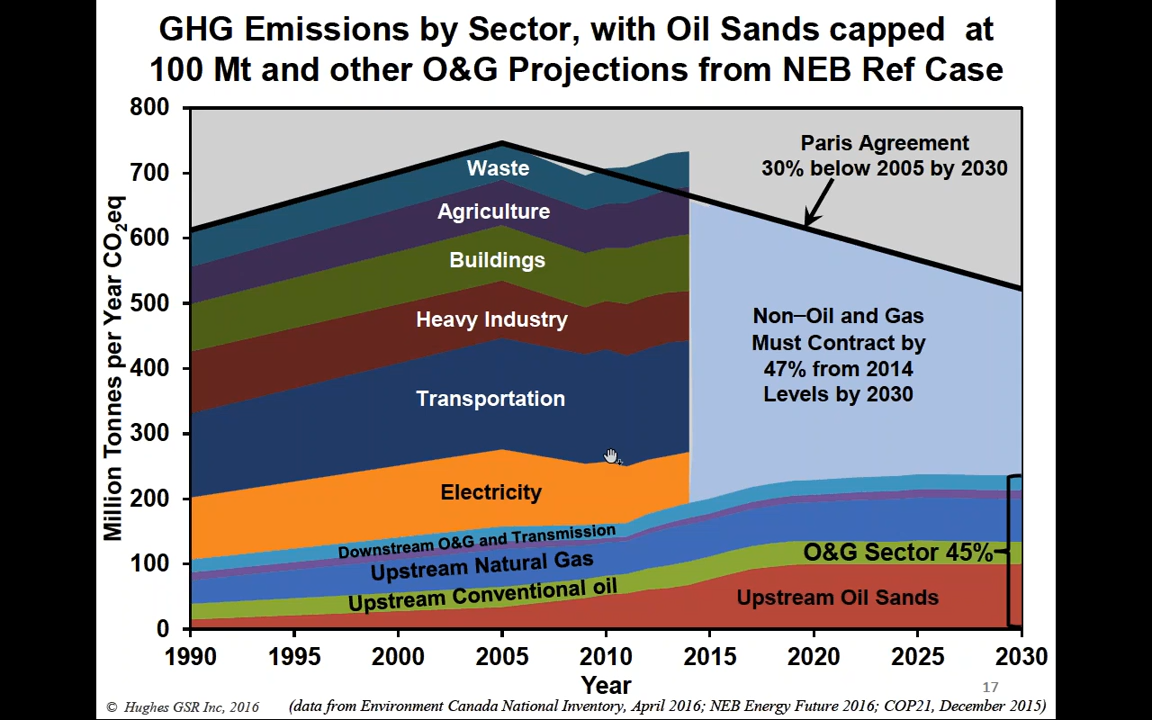 GHG Emissions by Sector, with Oil Sands capped at
100 Mt and other O&G Projections from NEB Ref Case
Million Tonnes per Year CO2eq
800
700
600
500
400
300
200
100
0
Waste
Agriculture
Buildings
Heavy Industry
Transportation
Electricity
Downstream O&G and Transmission
Upstream Natural Gas
Upstream Conventional oil
Paris Agreement
30% below 2005 by 2030
Non–Oil and Gas
Must Contract by
47% from 2014
Levels by 2030
O&G Sector 45%
Upstream Oil Sands
1990 1995 2000 2005 2010 2015 2020 2025 2030
Year
17
© Hughes GSR Inc, 2016 (data from Environment Canada National Inventory, April 2016; NEB Energy Future 2016; COP21, December 2015)